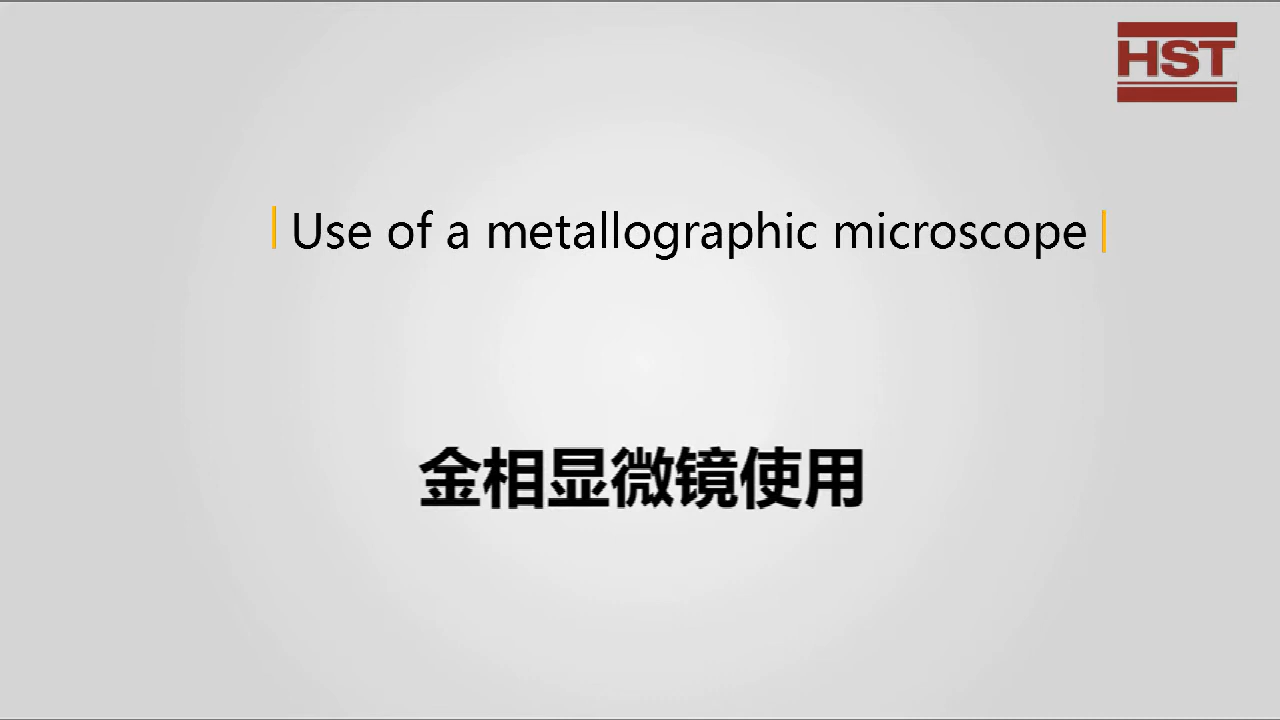 HST
Use of a metallographic microscope
金相显微镜使用